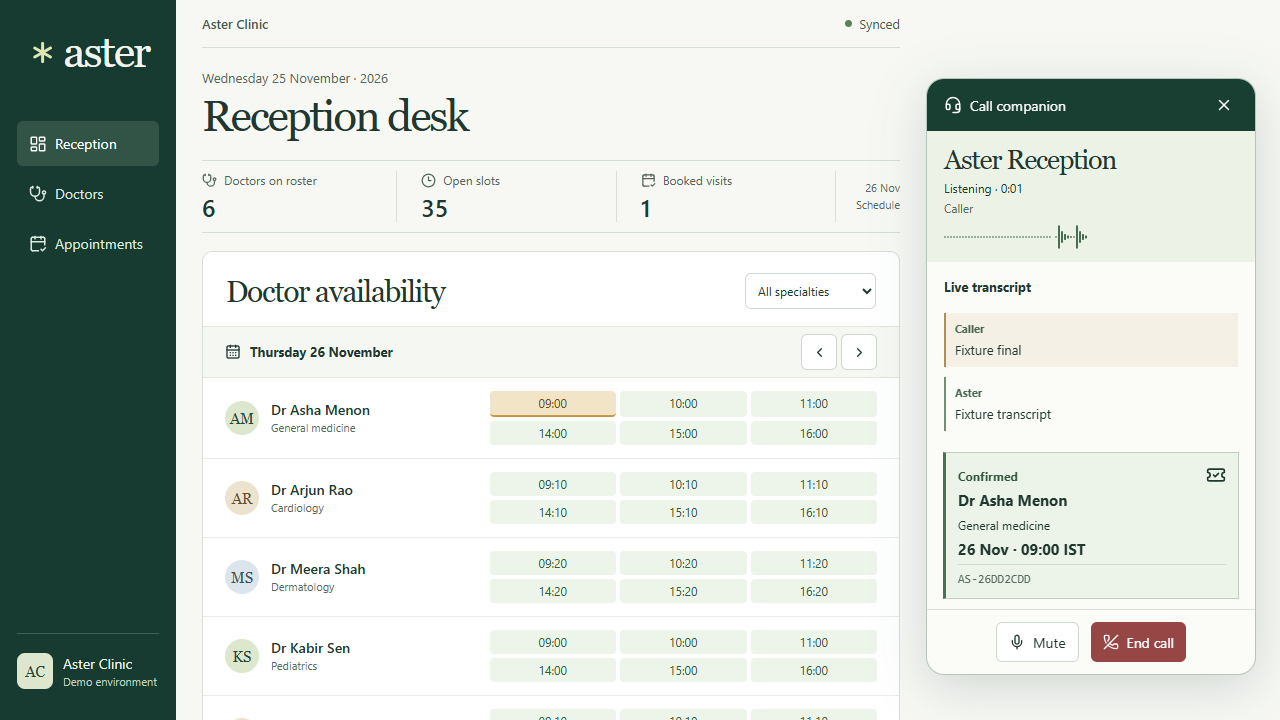 aster
Reception
Doctors
Appointments
AC
Aster Clinic
Demo environment
Aster Clinic
Synced
Wednesday 25 November · 2026
Reception desk
Doctors on roster
6
Open slots
35
Booked visits
1
26 Nov
Schedule
Doctor availability
All specialties
Thursday 26 November
AM
Dr Asha Menon
General medicine
09:00 10:00 11:00
14:00 15:00 16:00
AR
Dr Arjun Rao
Cardiology
09:10 10:10 11:10
14:10 15:10 16:10
MS
Dr Meera Shah
Dermatology
09:20 10:20 11:20
14:20 15:20 16:20
KS
Dr Kabir Sen
Pediatrics
09:00 10:00 11:00
14:00 15:00 16:00
Call companion
Aster Reception
Listening · 0:01
Caller
Live transcript
Caller
Fixture final
Aster
Fixture transcript
Confirmed
Dr Asha Menon
General medicine
26 Nov · 09:00 IST
AS-26DD2CDD
Mute
End call